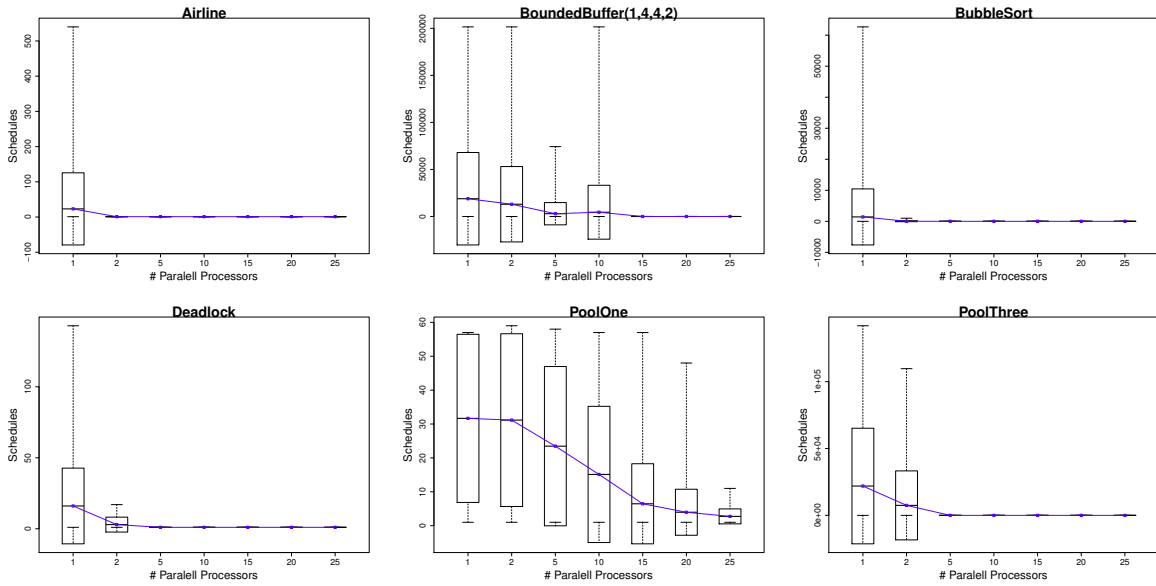 Airline
Schedules
−100 0 100 200 300 400 500
1 2 5 10 15 20 25
# Paralell Processors
BoundedBuffer(1,4,4,2)
Schedules
0 50000 100000 150000 200000
1 2 5 10 15 20 25
# Paralell Processors
BubbleSort
Schedules
−10000 0 10000 30000 50000
1 2 5 10 15 20 25
# Paralell Processors
Deadlock
Schedules
0 50 100
1 2 5 10 15 20 25
# Paralell Processors
PoolOne
Schedules
0 10 20 30 40 50 60
1 2 5 10 15 20 25
# Paralell Processors
PoolThree
Schedules
0e+00 5e+04 1e+05
1 2 5 10 15 20 25
# Paralell Processors